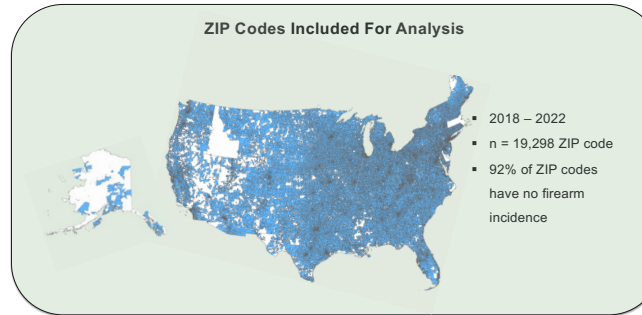 ZIP Codes Included For Analysis
▪ 2018 – 2022
▪ n = 19,298 ZIP code
▪ 92% of ZIP codes
have no firearm
incidence